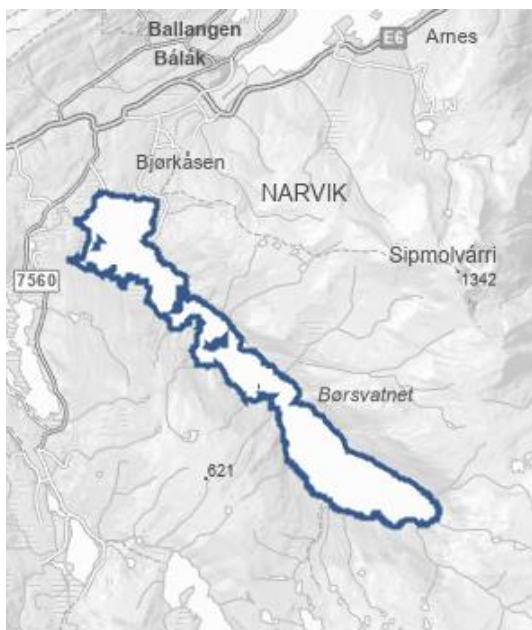 Ballangen
Bálák
E6
Arnes
Bjørkåsen
NARVIK
Sipmolvárri
1342
7560
Børsvatnet
621